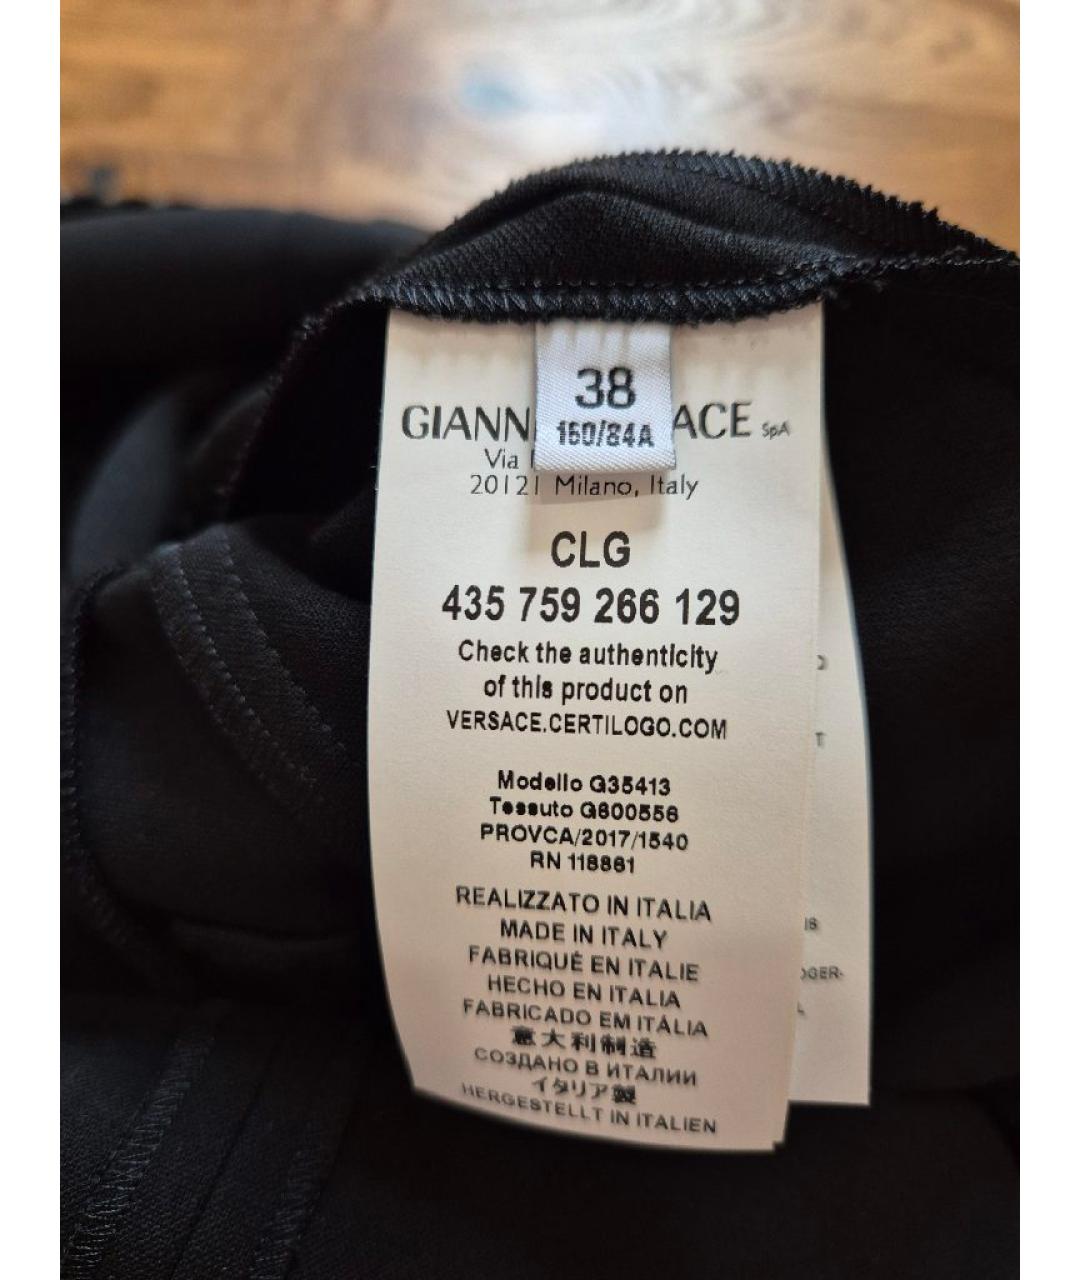 38
160/84A
GIANN ACE SpA
Via
20121 Milano, Italy
CLG
435 759 266 129
Check the authenticity
of this product on
VERSACE.CERTILOGO.COM
Modello G35413
Tessuto G600556
PROVCA/2017/1540
RN 118861
REALIZZATO IN ITALIA
MADE IN ITALY
FABRIQUÉ EN ITALIE
HECHO EN ITALIA
FABRICADO EM ITÁLIA
意大利制造
СОЗДАНО В ИТАЛИИ
イタリア製
HERGESTELLT IN ITALIEN